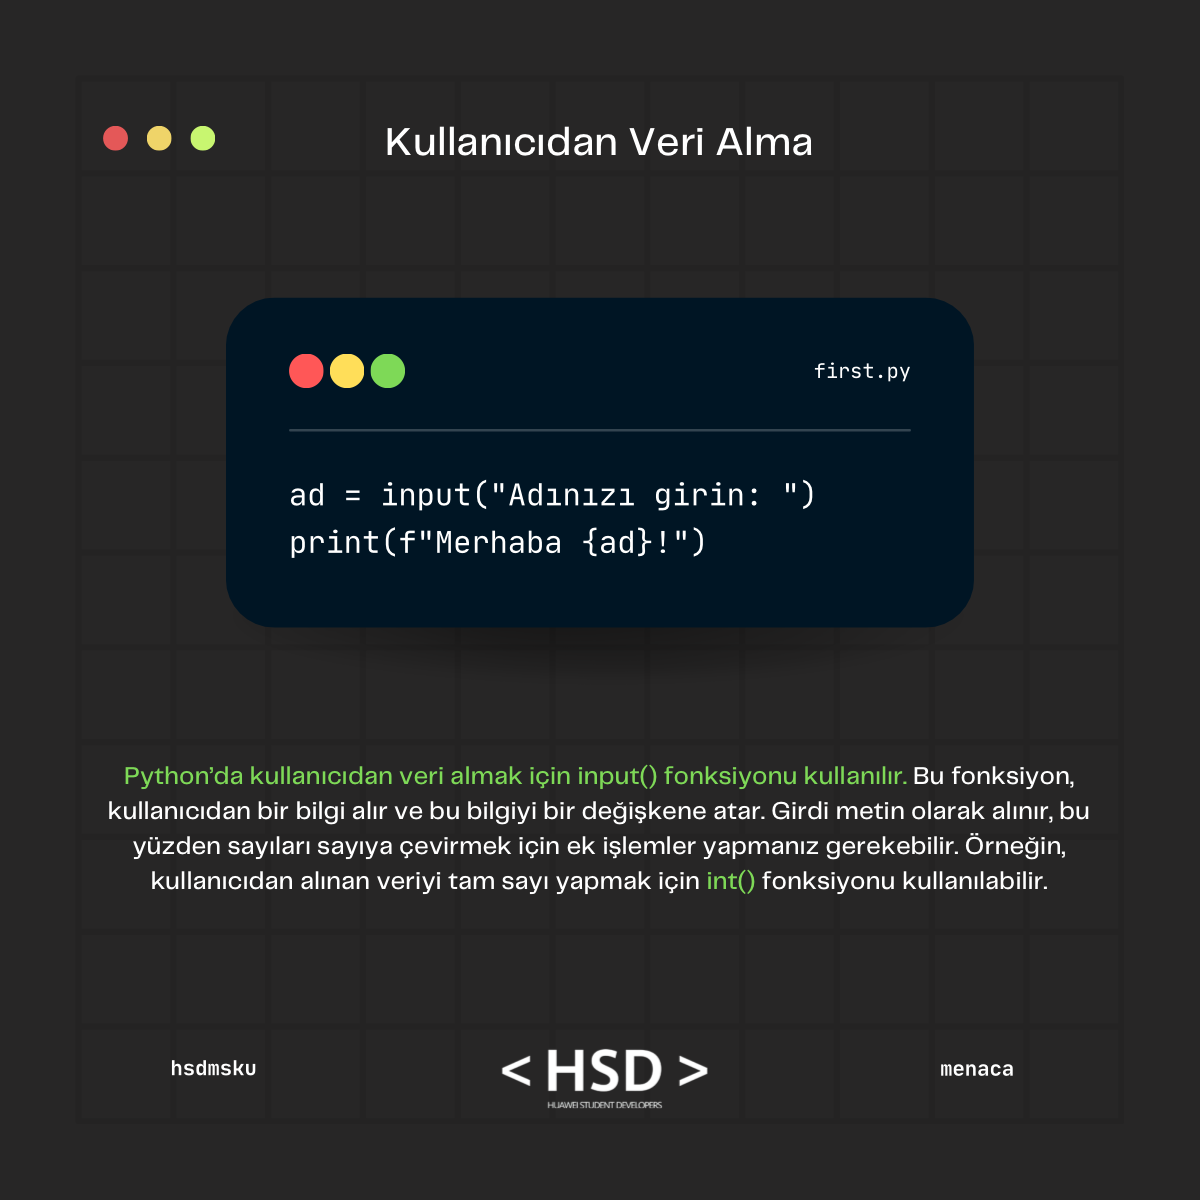 Kullanıcıdan Veri Alma
first.py
ad = input("Adınızı girin: ")
print(f"Merhaba {ad}!")
Python’da kullanıcıdan veri almak için input() fonksiyonu kullanılır. Bu fonksiyon,
kullanıcıdan bir bilgi alır ve bu bilgiyi bir değişkene atar. Girdi metin olarak alınır, bu
yüzden sayıları sayıya çevirmek için ek işlemler yapmanız gerekebilir. Örneğin,
kullanıcıdan alınan veriyi tam sayı yapmak için int() fonksiyonu kullanılabilir.
hsdmsku
< HSD >
HUAWEI STUDENT DEVELOPERS
menaca